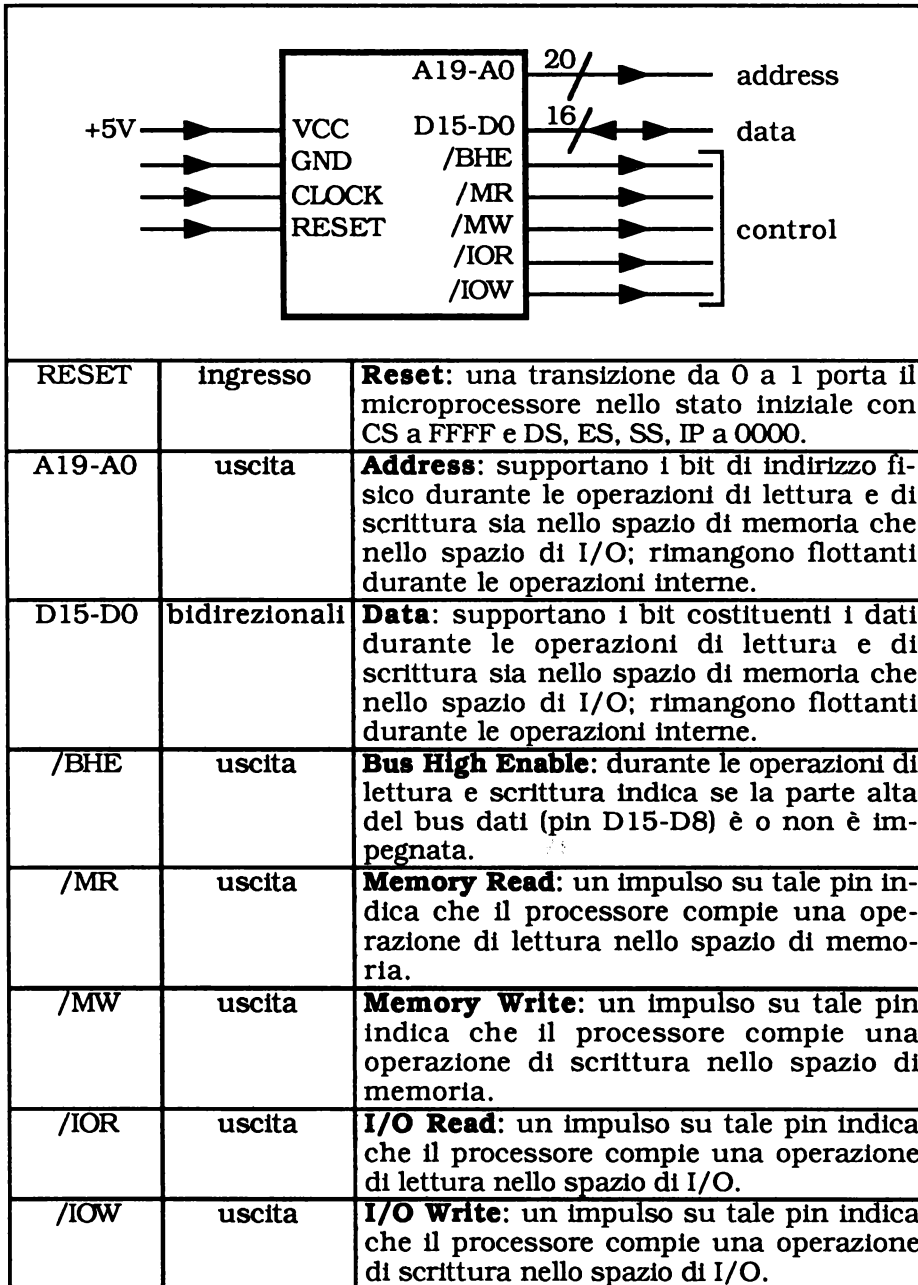 A19-A0 20 address
+5V VCC D15-D0 16 data
GND /BHE
CLOCK /MR
RESET /MW control
/IOR
/IOW
RESET ingresso Reset: una transizione da 0 a 1 porta il
microprocessore nello stato iniziale con
CS a FFFF e DS, ES, SS, IP a 0000.
A19-A0 uscita Address: supportano i bit di indirizzo fi-
sico durante le operazioni di lettura e di
scrittura sia nello spazio di memoria che
nello spazio di I/O; rimangono flottanti
durante le operazioni interne.
D15-D0 bidirezionali Data: supportano i bit costituenti i dati
durante le operazioni di lettura e di
scrittura sia nello spazio di memoria che
nello spazio di I/O; rimangono flottanti
durante le operazioni interne.
/BHE uscita Bus High Enable: durante le operazioni di
lettura e scrittura indica se la parte alta
del bus dati (pin D15-D8) è o non è im-
pegnata.
/MR uscita Memory Read: un impulso su tale pin in-
dica che il processore compie una ope-
razione di lettura nello spazio di memo-
ria.
/MW uscita Memory Write: un impulso su tale pin
indica che il processore compie una
operazione di scrittura nello spazio di
memoria.
/IOR uscita I/O Read: un impulso su tale pin indica
che il processore compie una operazione
di lettura nello spazio di I/O.
/IOW uscita I/O Write: un impulso su tale pin indica
che il processore compie una operazione
di scrittura nello spazio di I/O.